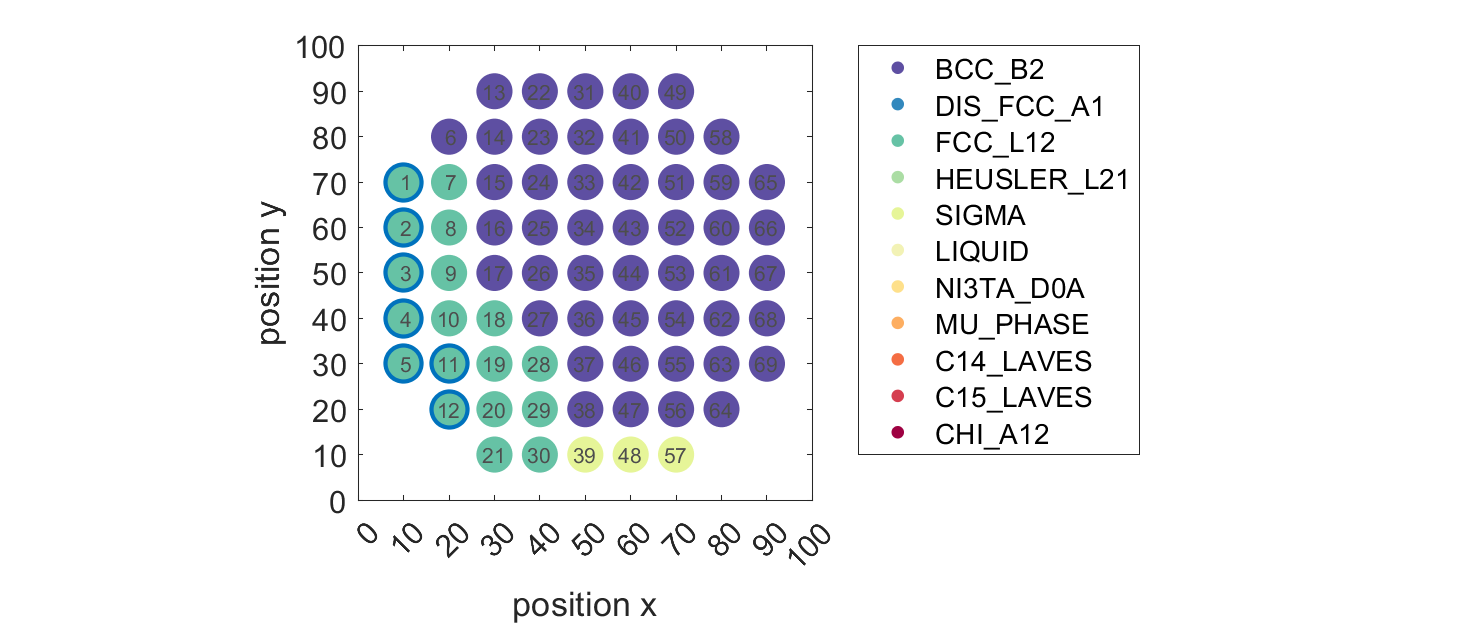 100
90
80
70
60
50
40
30
20
10
0
position y
13 22 31 40 49
6 14 23 32 41 50 58
1 7 15 24 33 42 51 59 65
2 8 16 25 34 43 52 60 66
3 9 17 26 35 44 53 61 67
4 10 18 27 36 45 54 62 68
5 11 19 28 37 46 55 63 69
12 20 29 38 47 56 64
21 30 39 48 57
0 10 20 30 40 50 60 70 80 90 100
position x
BCC_B2
DIS_FCC_A1
FCC_L12
HEUSLER_L21
SIGMA
LIQUID
NI3TA_D0A
MU_PHASE
C14_LAVES
C15_LAVES
CHI_A12